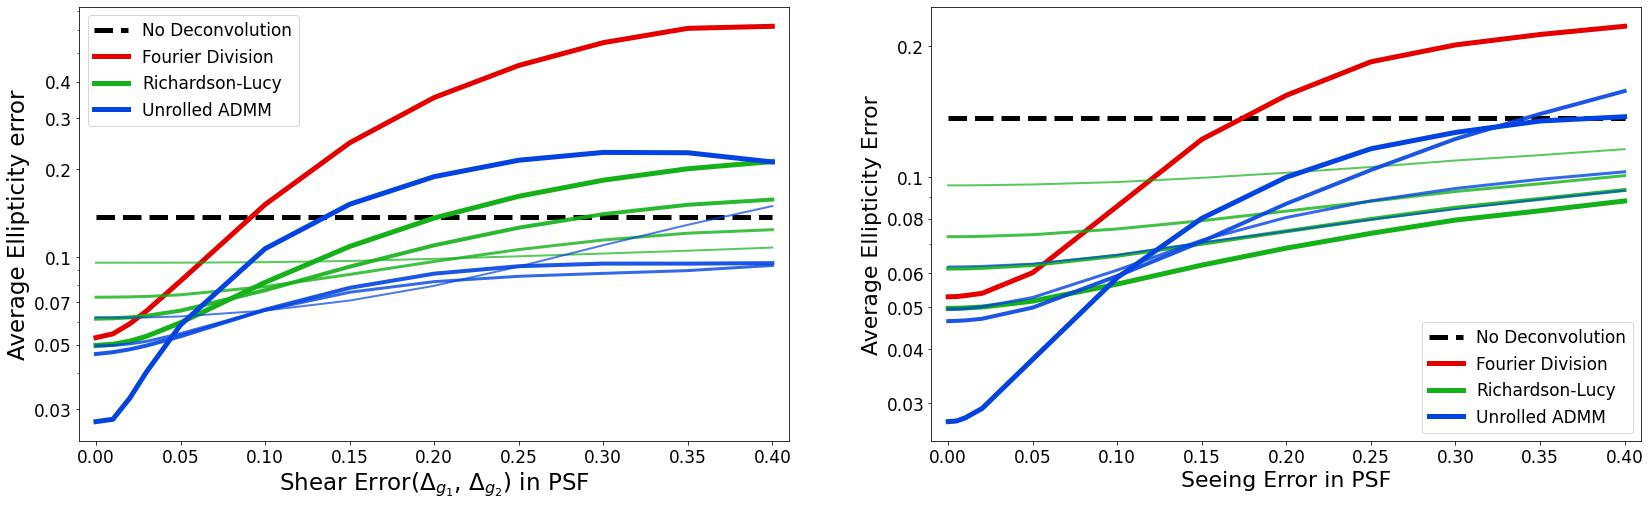 No Deconvolution
Fourier Division
Richardson-Lucy
Unrolled ADMM
0.4
0.3
0.2
0.1
0.07
0.05
0.03
Average Ellipticity error
0.00 0.05 0.10 0.15 0.20 0.25 0.30 0.35 0.40
Shear Error(Δg₁, Δg₂) in PSF
0.2
0.1
0.08
0.06
0.05
0.04
0.03
Average Ellipticity Error
No Deconvolution
Fourier Division
Richardson-Lucy
Unrolled ADMM
0.00 0.05 0.10 0.15 0.20 0.25 0.30 0.35 0.40
Seeing Error in PSF